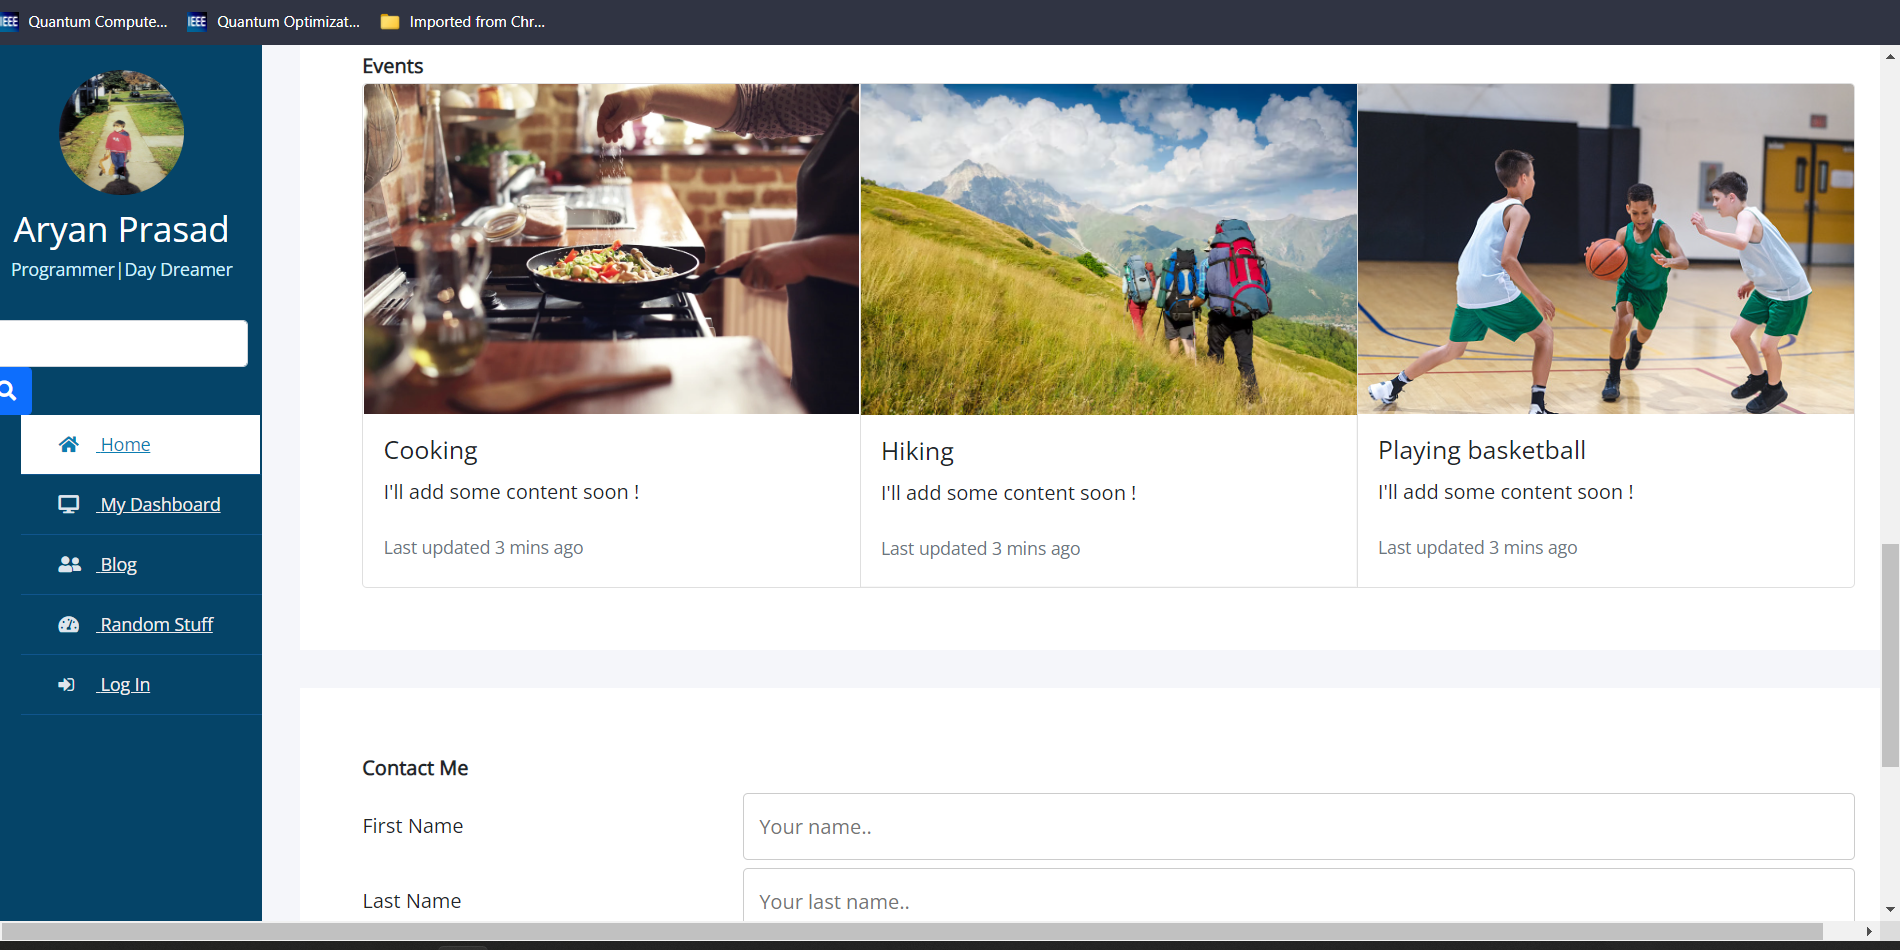 IEEE Quantum Compute... IEEE Quantum Optimizat... Imported from Chr...
Aryan Prasad
Programmer|Day Dreamer
Home
My Dashboard
Blog
Random Stuff
Log In
Events
Cooking
I'll add some content soon !
Last updated 3 mins ago
Hiking
I'll add some content soon !
Last updated 3 mins ago
Playing basketball
I'll add some content soon !
Last updated 3 mins ago
Contact Me
First Name
Your name..
Last Name
Your last name..